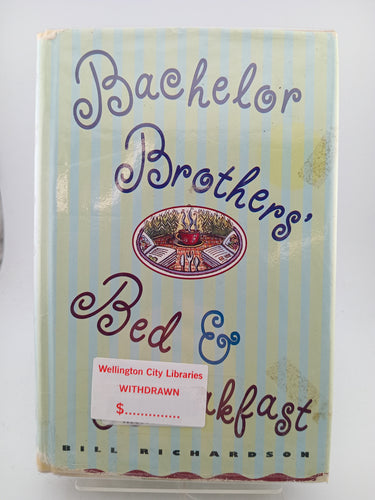 Bachelor
Brothers'
Bed &
Wellington City Libraries
WITHDRAWN
$..............
akfast
BILL RICHARDSON